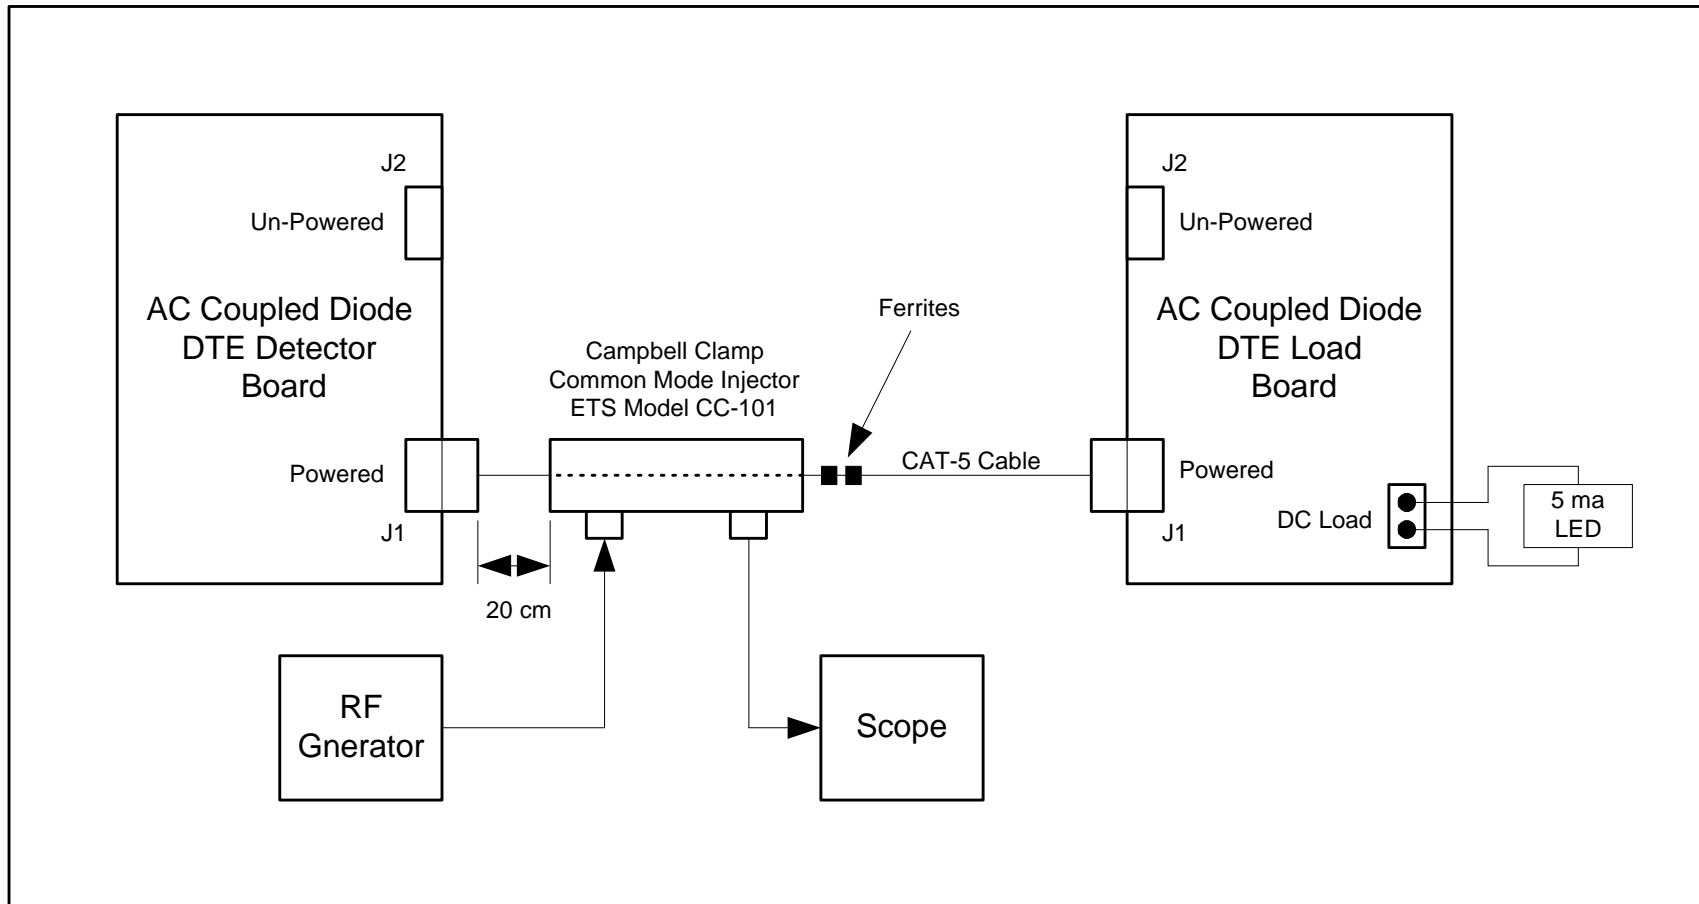 J2
Un-Powered
AC Coupled Diode
DTE Detector
Board
Powered
J1
20 cm
Campbell Clamp
Common Mode Injector
ETS Model CC-101
Ferrites
CAT-5 Cable
RF
Gnerator
Scope
J2
Un-Powered
AC Coupled Diode
DTE Load
Board
Powered
J1
DC Load
5 ma
LED